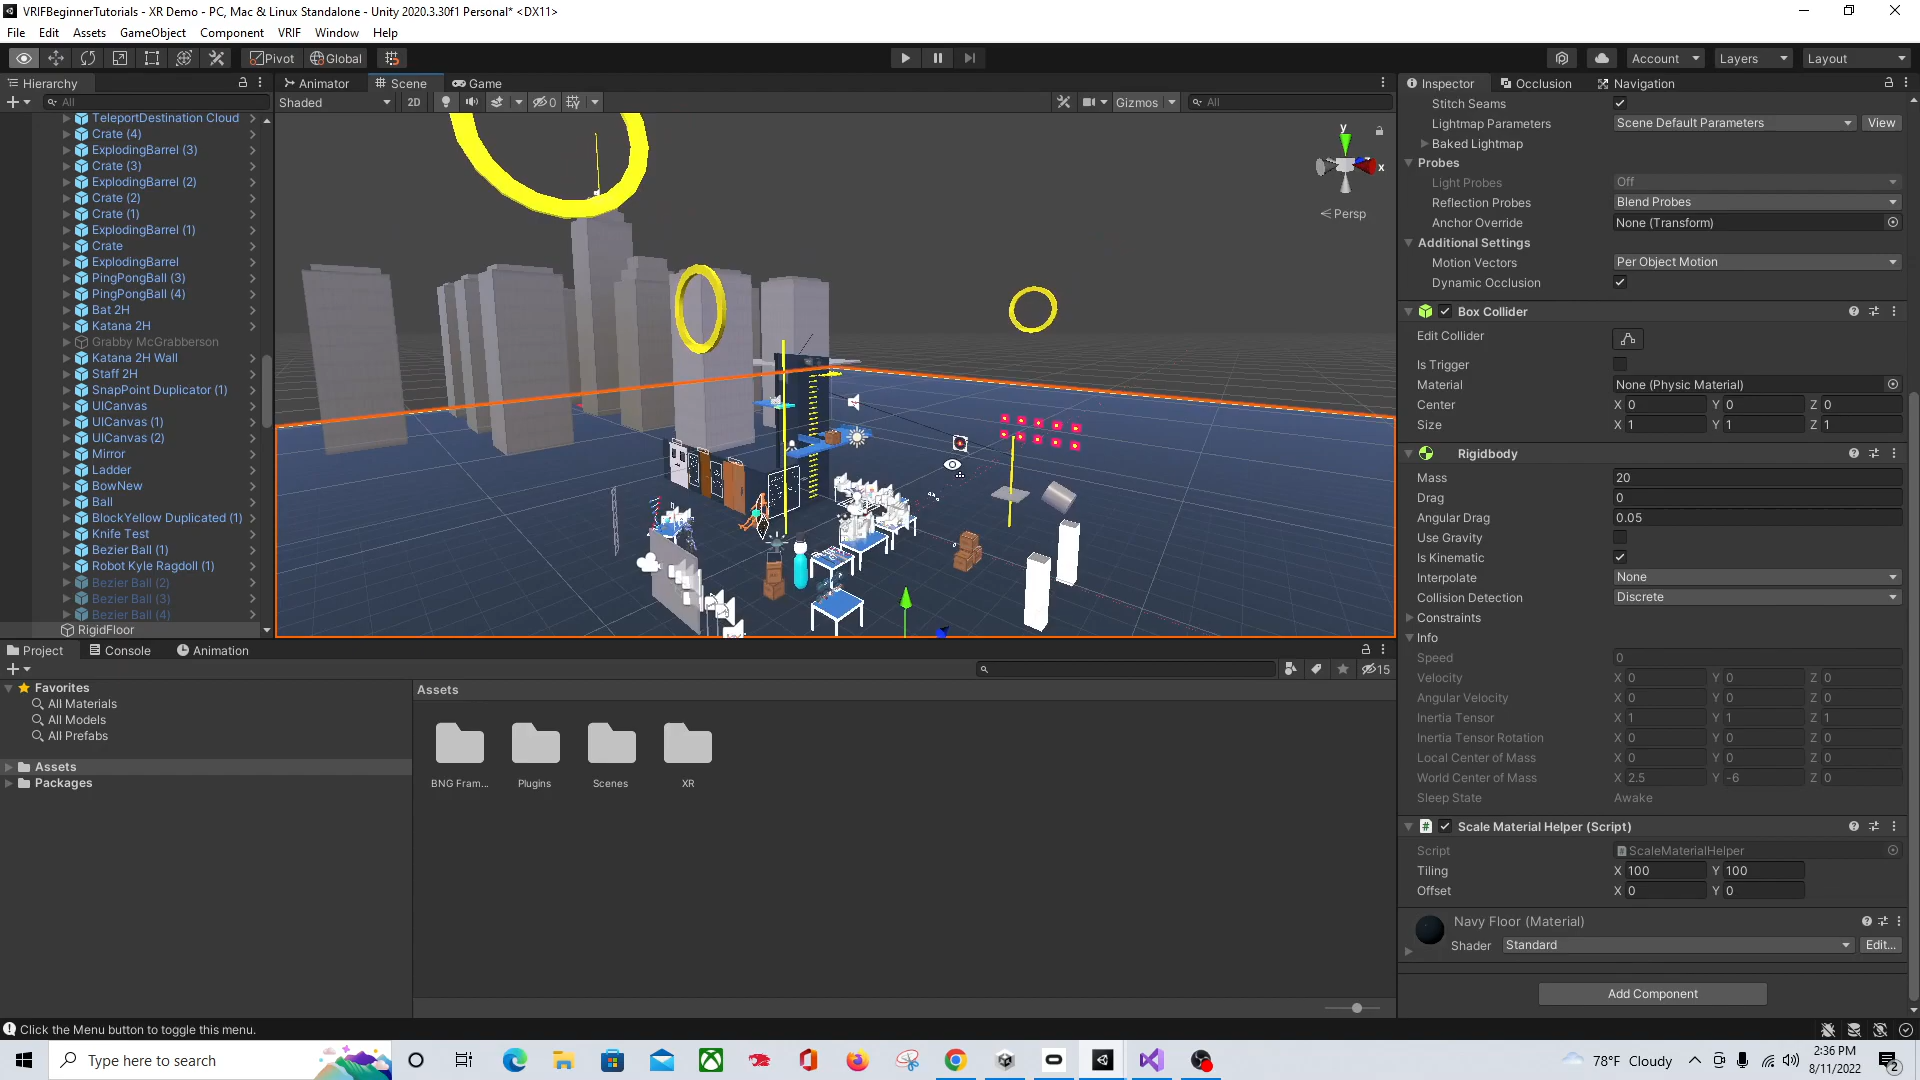 VRIFBeginnerTutorials - XR Demo - PC, Mac & Linux Standalone - Unity 2020.3.30f1 Personal* <DX11>
File Edit Assets GameObject Component VRIF Window Help
Pivot Global Account Layers Layout
Hierarchy
All
TeleportDestination Cloud
Crate (4)
ExplodingBarrel (3)
Crate (3)
ExplodingBarrel (2)
Crate (2)
Crate (1)
ExplodingBarrel (1)
Crate
ExplodingBarrel
PingPongBall (3)
PingPongBall (4)
Bat 2H
Katana 2H
Grabby McGrabberson
Katana 2H Wall
Staff 2H
SnapPoint Duplicator (1)
UICanvas
UICanvas (1)
UICanvas (2)
Mirror
Ladder
BowNew
Ball
BlockYellow Duplicated (1)
Knife Test
Bezier Ball (1)
Robot Kyle Ragdoll (1)
Bezier Ball (2)
Bezier Ball (3)
Bezier Ball (4)
RigidFloor
Animator Scene Game
Shaded 2D 0 Gizmos All
y
x
Persp
Inspector Occlusion Navigation
Stitch Seams
Lightmap Parameters Scene Default Parameters View
Baked Lightmap
Probes
Light Probes Off
Reflection Probes Blend Probes
Anchor Override None (Transform)
Additional Settings
Motion Vectors Per Object Motion
Dynamic Occlusion
Box Collider
Edit Collider
Is Trigger
Material None (Physic Material)
Center X 0 Y 0 Z 0
Size X 1 Y 1 Z 1
Rigidbody
Mass 20
Drag 0
Angular Drag 0.05
Use Gravity
Is Kinematic
Interpolate None
Collision Detection Discrete
Constraints
Info
Speed 0
Velocity X 0 Y 0 Z 0
Angular Velocity X 0 Y 0 Z 0
Inertia Tensor X 1 Y 1 Z 1
Inertia Tensor Rotation X 0 Y 0 Z 0
Local Center of Mass X 0 Y 0 Z 0
World Center of Mass X 2.5 Y -6 Z 0
Sleep State Awake
Scale Material Helper (Script)
Script ScaleMaterialHelper
Tiling X 100 Y 100
Offset X 0 Y 0
Navy Floor (Material)
Shader Standard Edit...
Add Component
Project Console Animation
15
Favorites
All Materials
All Models
All Prefabs
Assets
Packages
Assets
BNG Fram... Plugins Scenes XR
Click the Menu button to toggle this menu.
Type here to search
78°F Cloudy
2:36 PM
8/11/2022
2